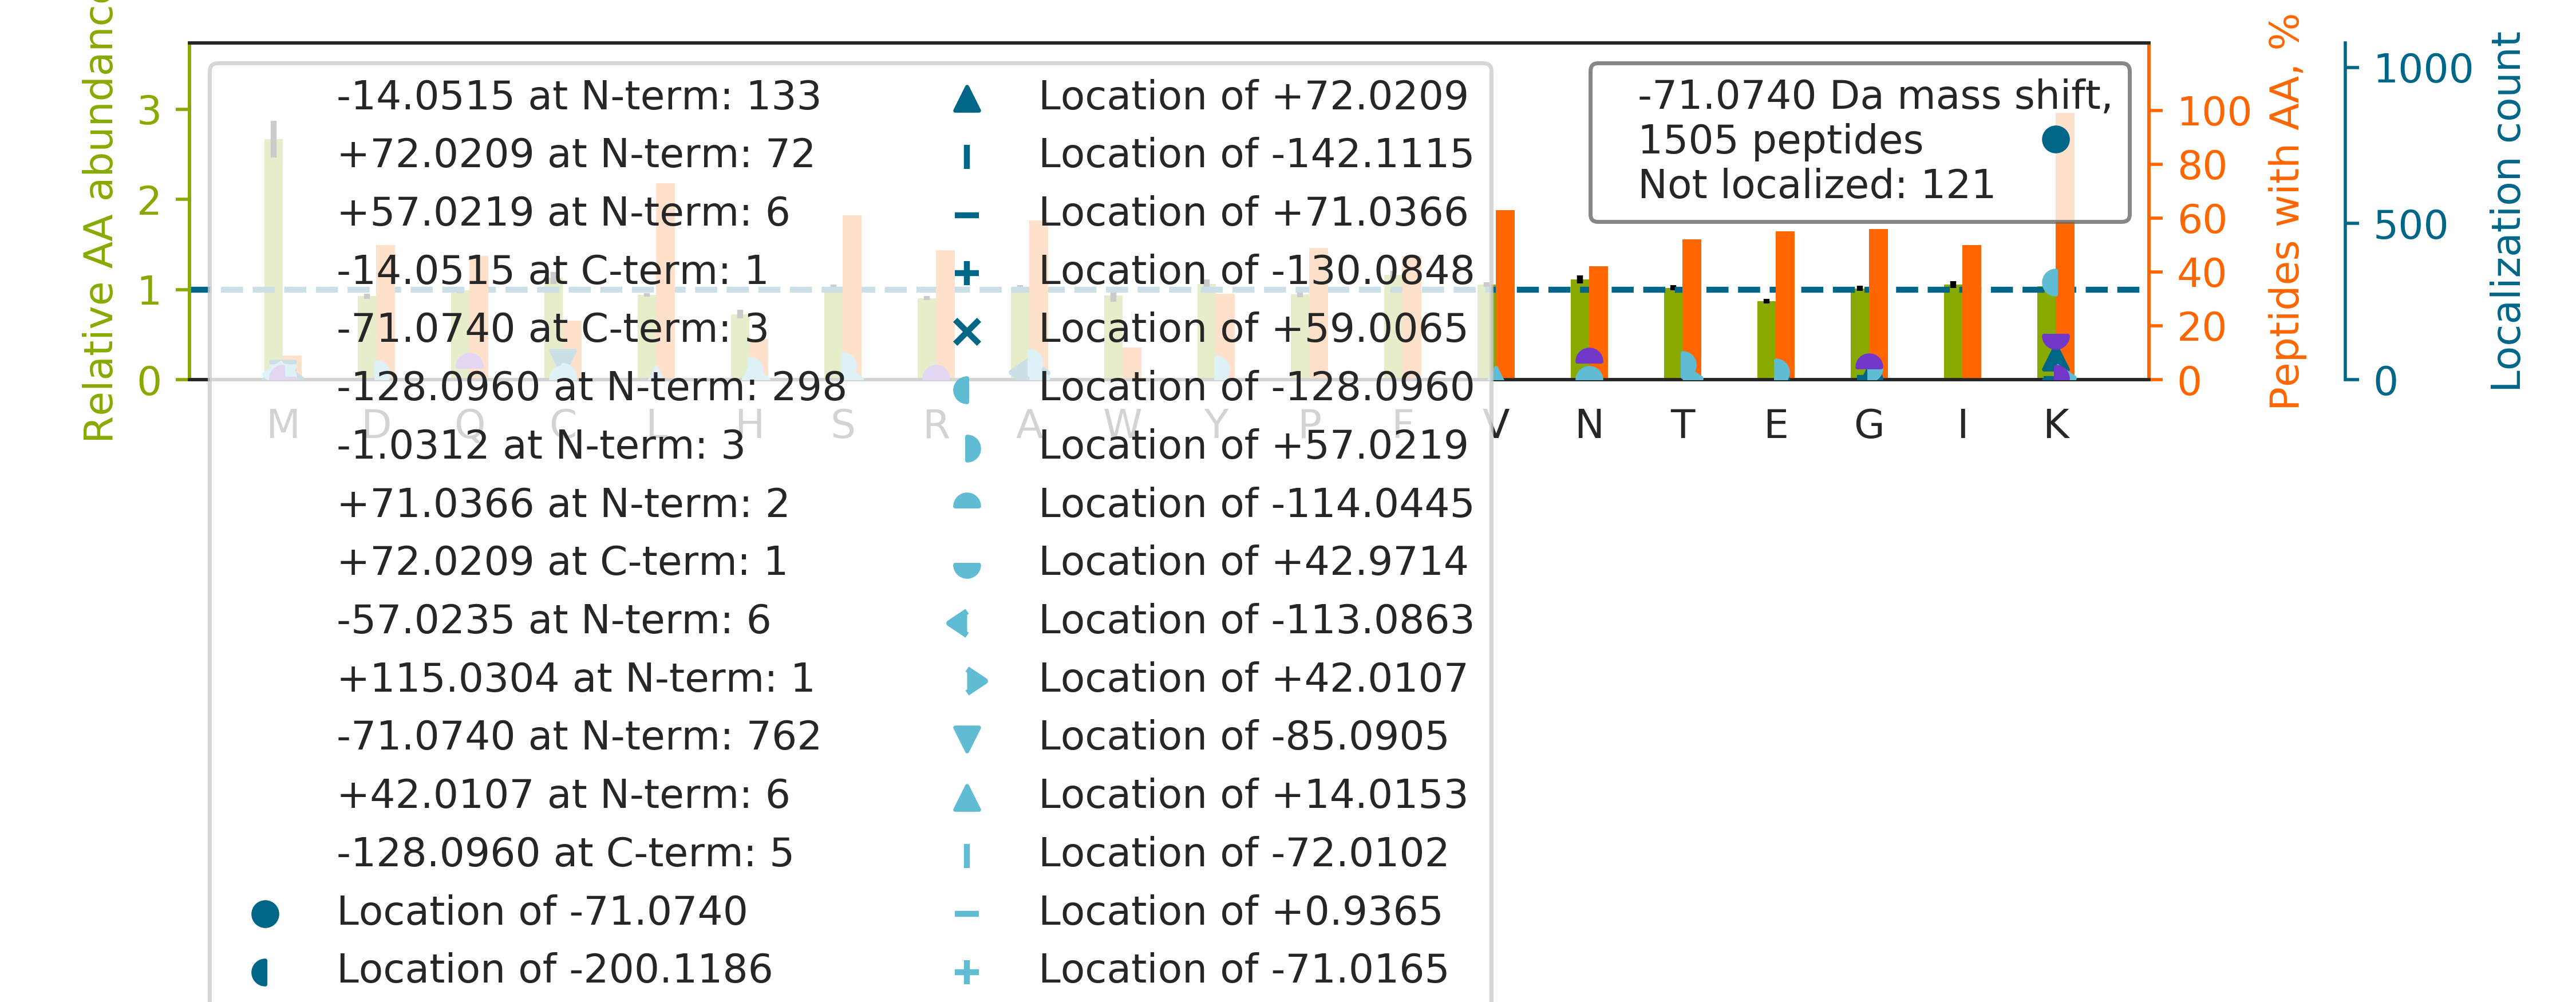 Relative AA abundance
3
2
1
0
-14.0515 at N-term: 133
+72.0209 at N-term: 72
+57.0219 at N-term: 6
-14.0515 at C-term: 1
-71.0740 at C-term: 3
-128.0960 at N-term: 298
-1.0312 at N-term: 3
+71.0366 at N-term: 2
+72.0209 at C-term: 1
-57.0235 at N-term: 6
+115.0304 at N-term: 1
-71.0740 at N-term: 762
+42.0107 at N-term: 6
-128.0960 at C-term: 5
Location of -71.0740
Location of -200.1186
Location of +72.0209
Location of -142.1115
Location of +71.0366
Location of -130.0848
Location of +59.0065
Location of -128.0960
Location of +57.0219
Location of -114.0445
Location of +42.9714
Location of -113.0863
Location of +42.0107
Location of -85.0905
Location of +14.0153
Location of -72.0102
Location of +0.9365
Location of -71.0165
-71.0740 Da mass shift,
1505 peptides
Not localized: 121
M D Q C L H S R A W Y P F V N T E G I K
100
80
60
40
20
0
Peptides with AA, %
1000
500
0
Localization count